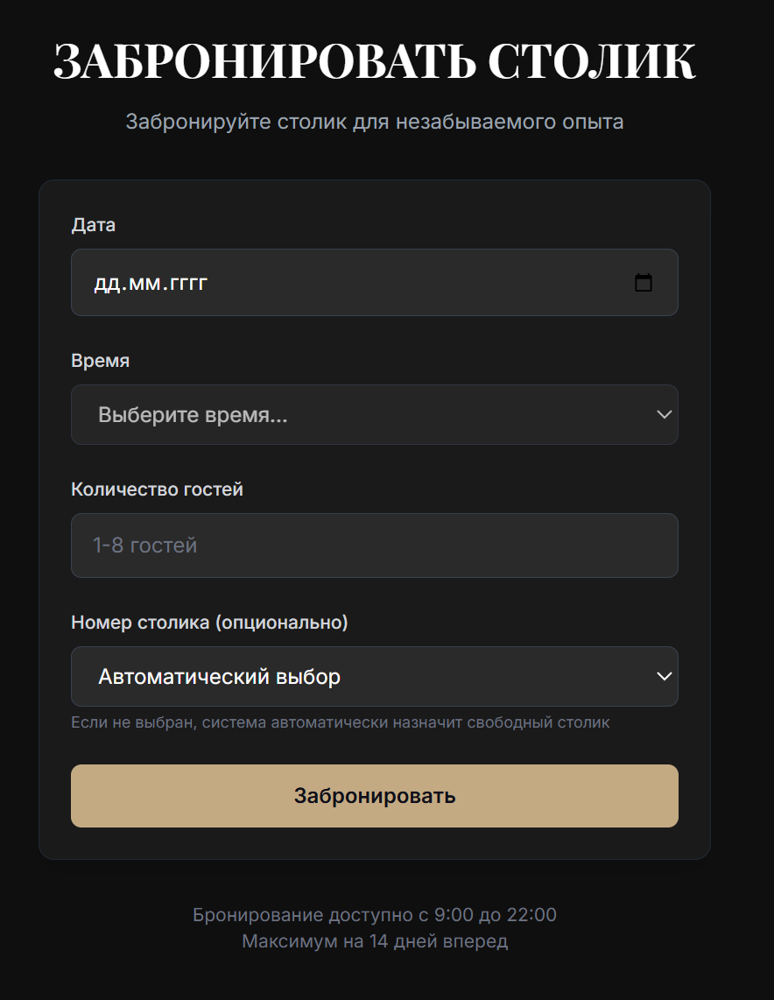 ЗАБРОНИРОВАТЬ СТОЛИК
Забронируйте столик для незабываемого опыта
Дата
дд.мм.гггг
Время
Выберите время...
Количество гостей
1-8 гостей
Номер столика (опционально)
Автоматический выбор
Если не выбран, система автоматически назначит свободный столик
Забронировать
Бронирование доступно с 9:00 до 22:00
Максимум на 14 дней вперед